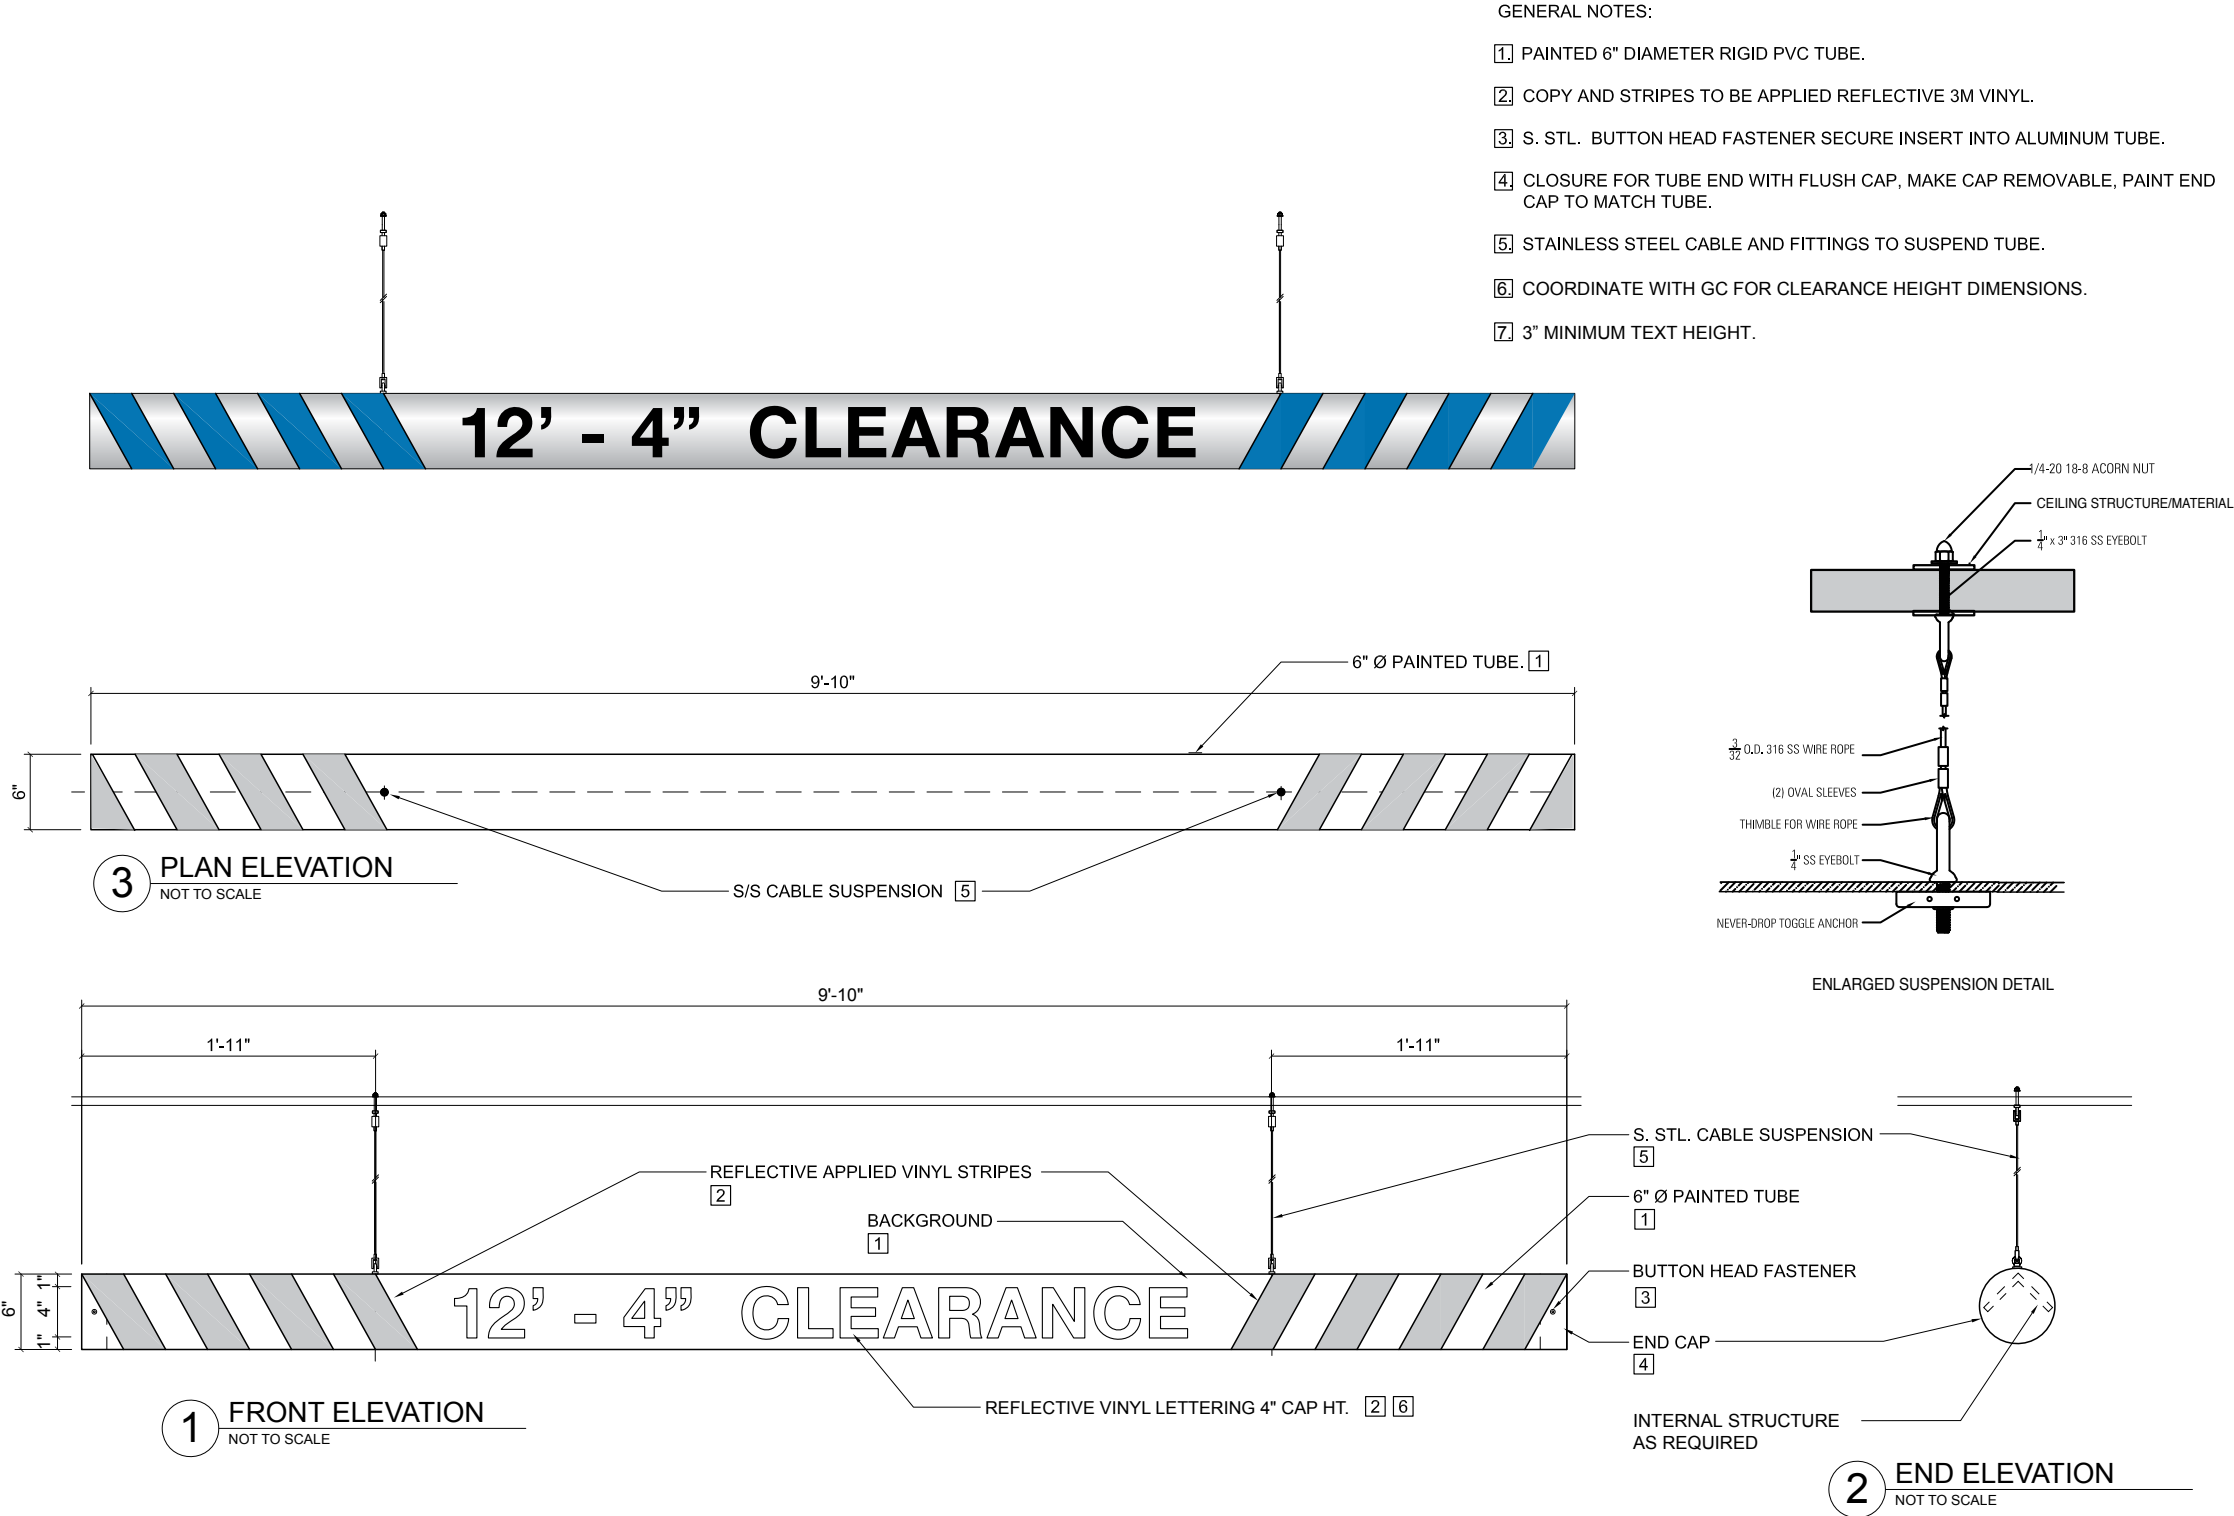 GENERAL NOTES:
1. PAINTED 6" DIAMETER RIGID PVC TUBE.
2. COPY AND STRIPES TO BE APPLIED REFLECTIVE 3M VINYL.
3. S. STL. BUTTON HEAD FASTENER SECURE INSERT INTO ALUMINUM TUBE.
4. CLOSURE FOR TUBE END WITH FLUSH CAP, MAKE CAP REMOVABLE, PAINT END
CAP TO MATCH TUBE.
5. STAINLESS STEEL CABLE AND FITTINGS TO SUSPEND TUBE.
6. COORDINATE WITH GC FOR CLEARANCE HEIGHT DIMENSIONS.
7. 3” MINIMUM TEXT HEIGHT.
12’ - 4” CLEARANCE
1/4-20 18-8 ACORN NUT
CEILING STRUCTURE/MATERIAL
1/4" x 3" 316 SS EYEBOLT
3/32 O.D. 316 SS WIRE ROPE
(2) OVAL SLEEVES
THIMBLE FOR WIRE ROPE
1/4" SS EYEBOLT
NEVER-DROP TOGGLE ANCHOR
ENLARGED SUSPENSION DETAIL
6" Ø PAINTED TUBE. 1
9'-10"
6"
S/S CABLE SUSPENSION 5
3 PLAN ELEVATION
NOT TO SCALE
9'-10"
1'-11"
1'-11"
REFLECTIVE APPLIED VINYL STRIPES
2
BACKGROUND
1
6"
1"
4"
1"
12’ - 4” CLEARANCE
REFLECTIVE VINYL LETTERING 4" CAP HT. 2 6
1 FRONT ELEVATION
NOT TO SCALE
S. STL. CABLE SUSPENSION
5
6" Ø PAINTED TUBE
1
BUTTON HEAD FASTENER
3
END CAP
4
INTERNAL STRUCTURE
AS REQUIRED
2 END ELEVATION
NOT TO SCALE